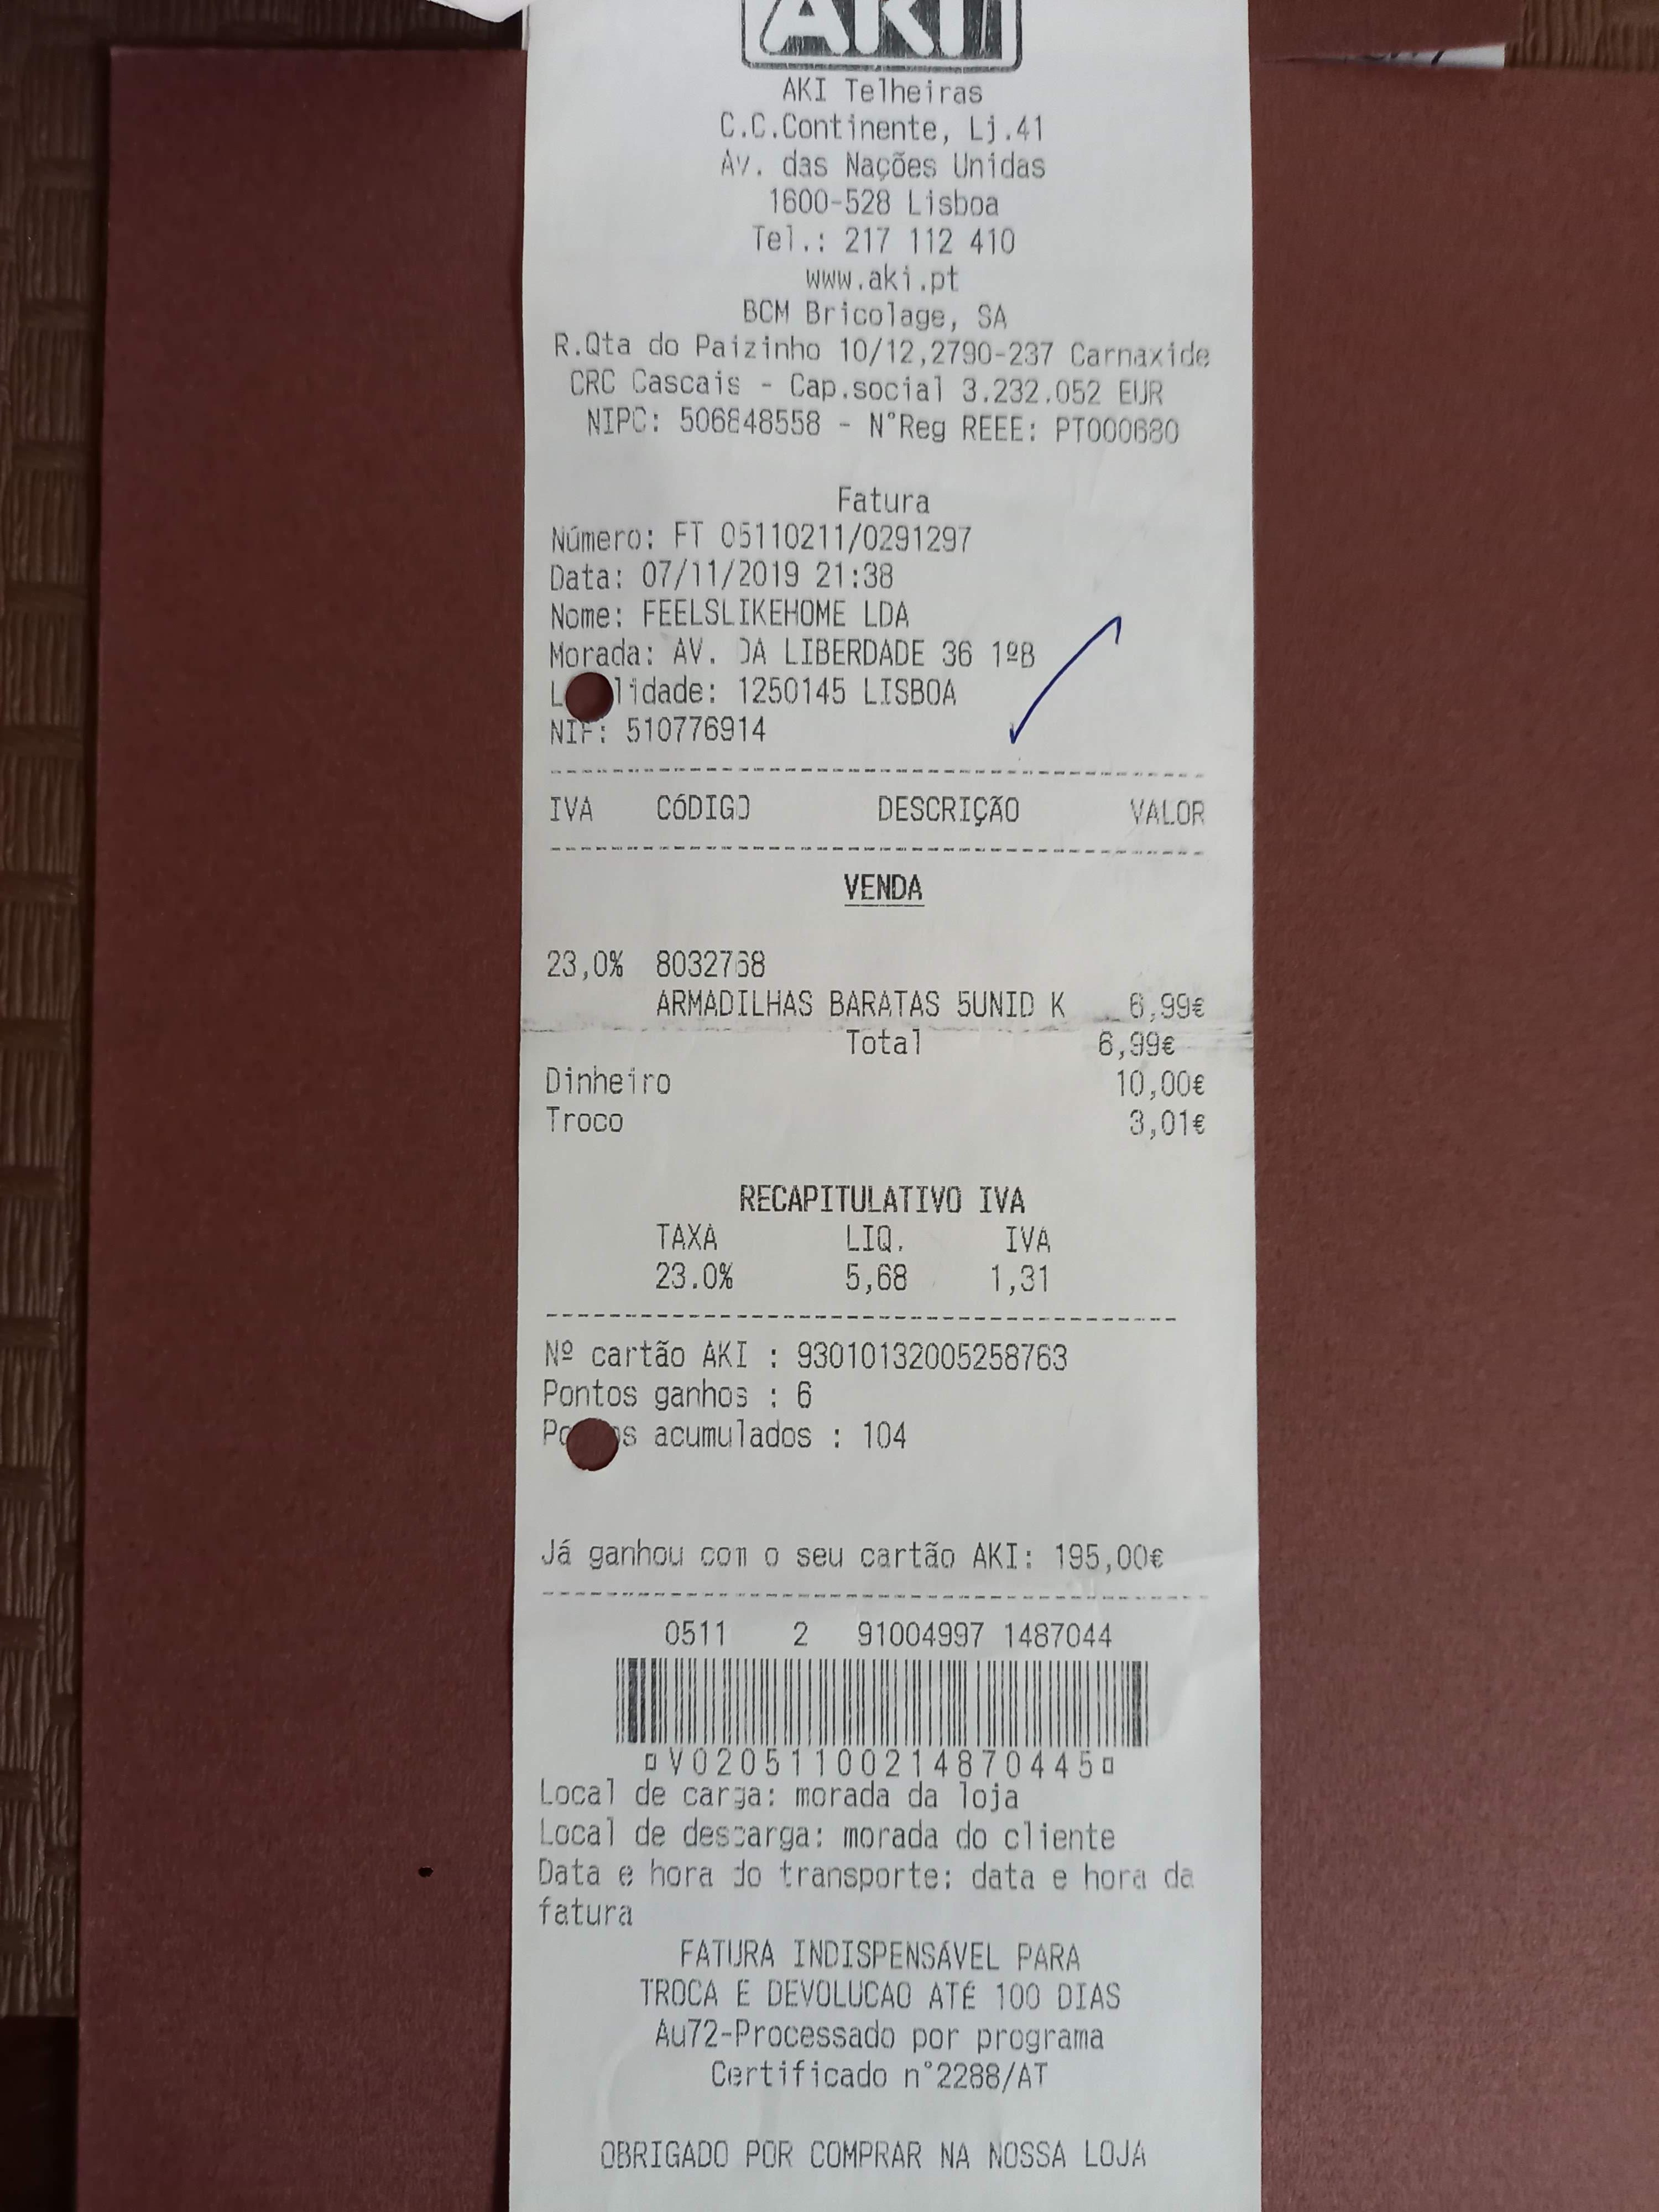 AKI
AKI Telheiras
C.C.Continente, Lj.41
Av. das Nações Unidas
1600-528 Lisboa
Tel.: 217 112 410
www.aki.pt
BCM Bricolage, SA
R.Qta do Paizinho 10/12,2790-237 Carnaxide
CRC Cascais - Cap.social 3.232.052 EUR
NIPC: 506848558 - N°Reg REEE: PT000680
Fatura
Número: FT 05110211/0291297
Data: 07/11/2019 21:38
Nome: FEELSLIKEHOME LDA
Morada: AV. DA LIBERDADE 36 1ºB
L lidade: 1250145 LISBOA
NIF: 510776914
IVA CÓDIGO DESCRIÇÃO VALOR
VENDA
23,0% 8032768
ARMADILHAS BARATAS 5UNID K 6,99€
Total 6,99€
Dinheiro 10,00€
Troco 3,01€
RECAPITULATIVO IVA
TAXA LIQ. IVA
23.0% 5,68 1,31
Nº cartão AKI : 93010132005258763
Pontos ganhos : 6
Po s acumulados : 104
Já ganhou com o seu cartão AKI: 195,00€
0511 2 91004997 1487044
¤V02051100214870445¤
Local de carga: morada da loja
Local de descarga: morada do cliente
Data e hora do transporte: data e hora da
fatura
FATURA INDISPENSÁVEL PARA
TROCA E DEVOLUCAO ATÉ 100 DIAS
Au72-Processado por programa
Certificado n°2288/AT
OBRIGADO POR COMPRAR NA NOSSA LOJA